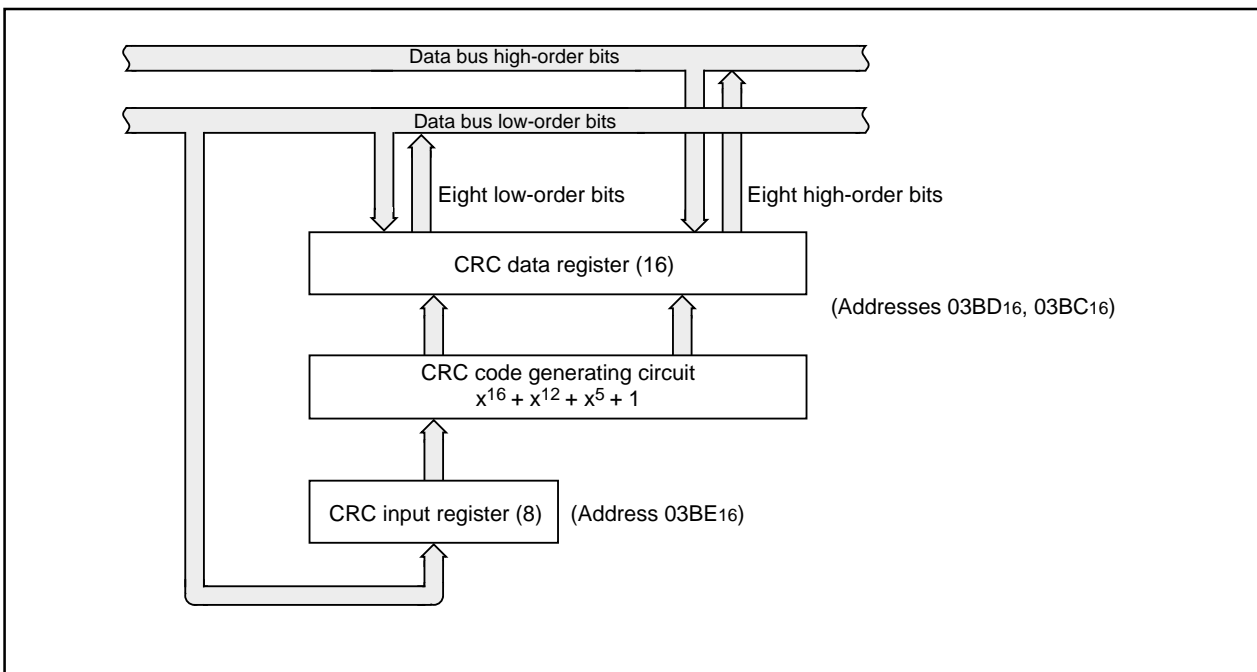 Data bus high-order bits
Data bus low-order bits
Eight low-order bits
Eight high-order bits
CRC data register (16)
(Addresses 03BD16, 03BC16)
CRC code generating circuit
x16 + x12 + x5 + 1
CRC input register (8)
(Address 03BE16)